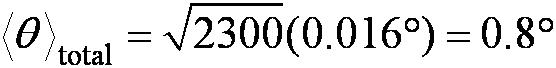 ⟨θ⟩total = √2300(0.016°) = 0.8°